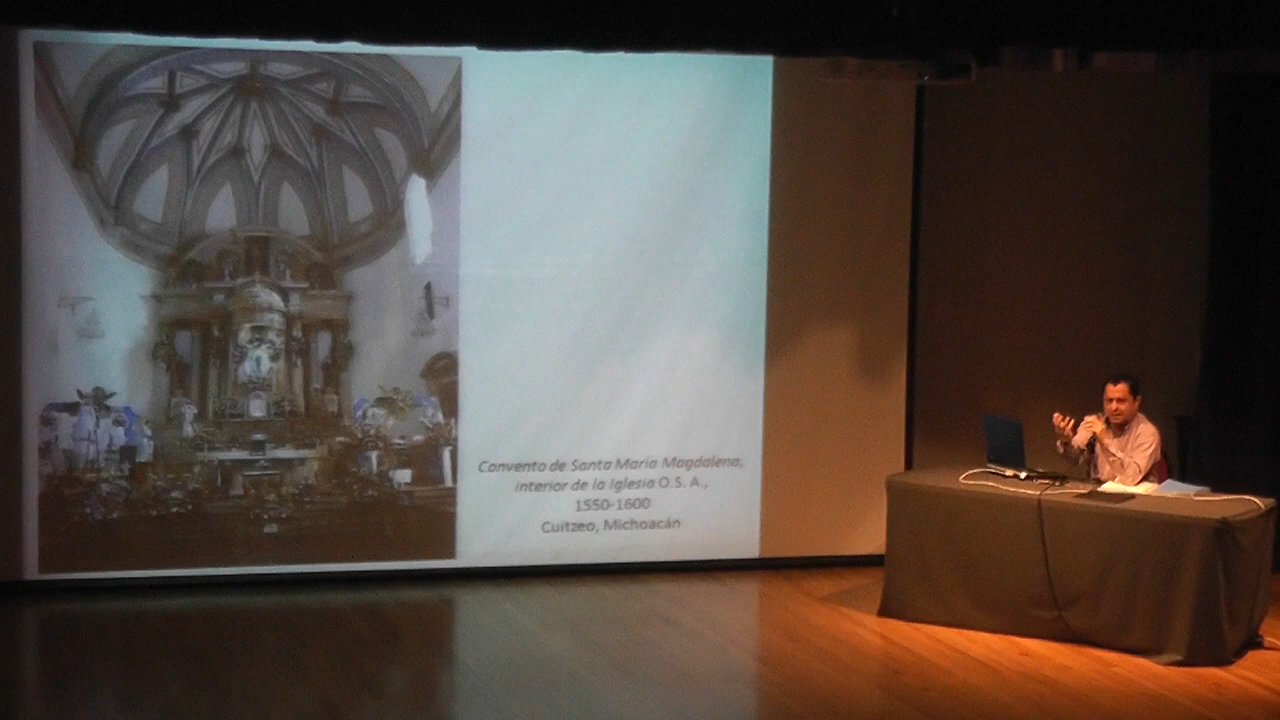 Convento de Santa María Magdalena,
interior de la Iglesia O.S. A.,
1550-1600
Cuitzeo, Michoacán